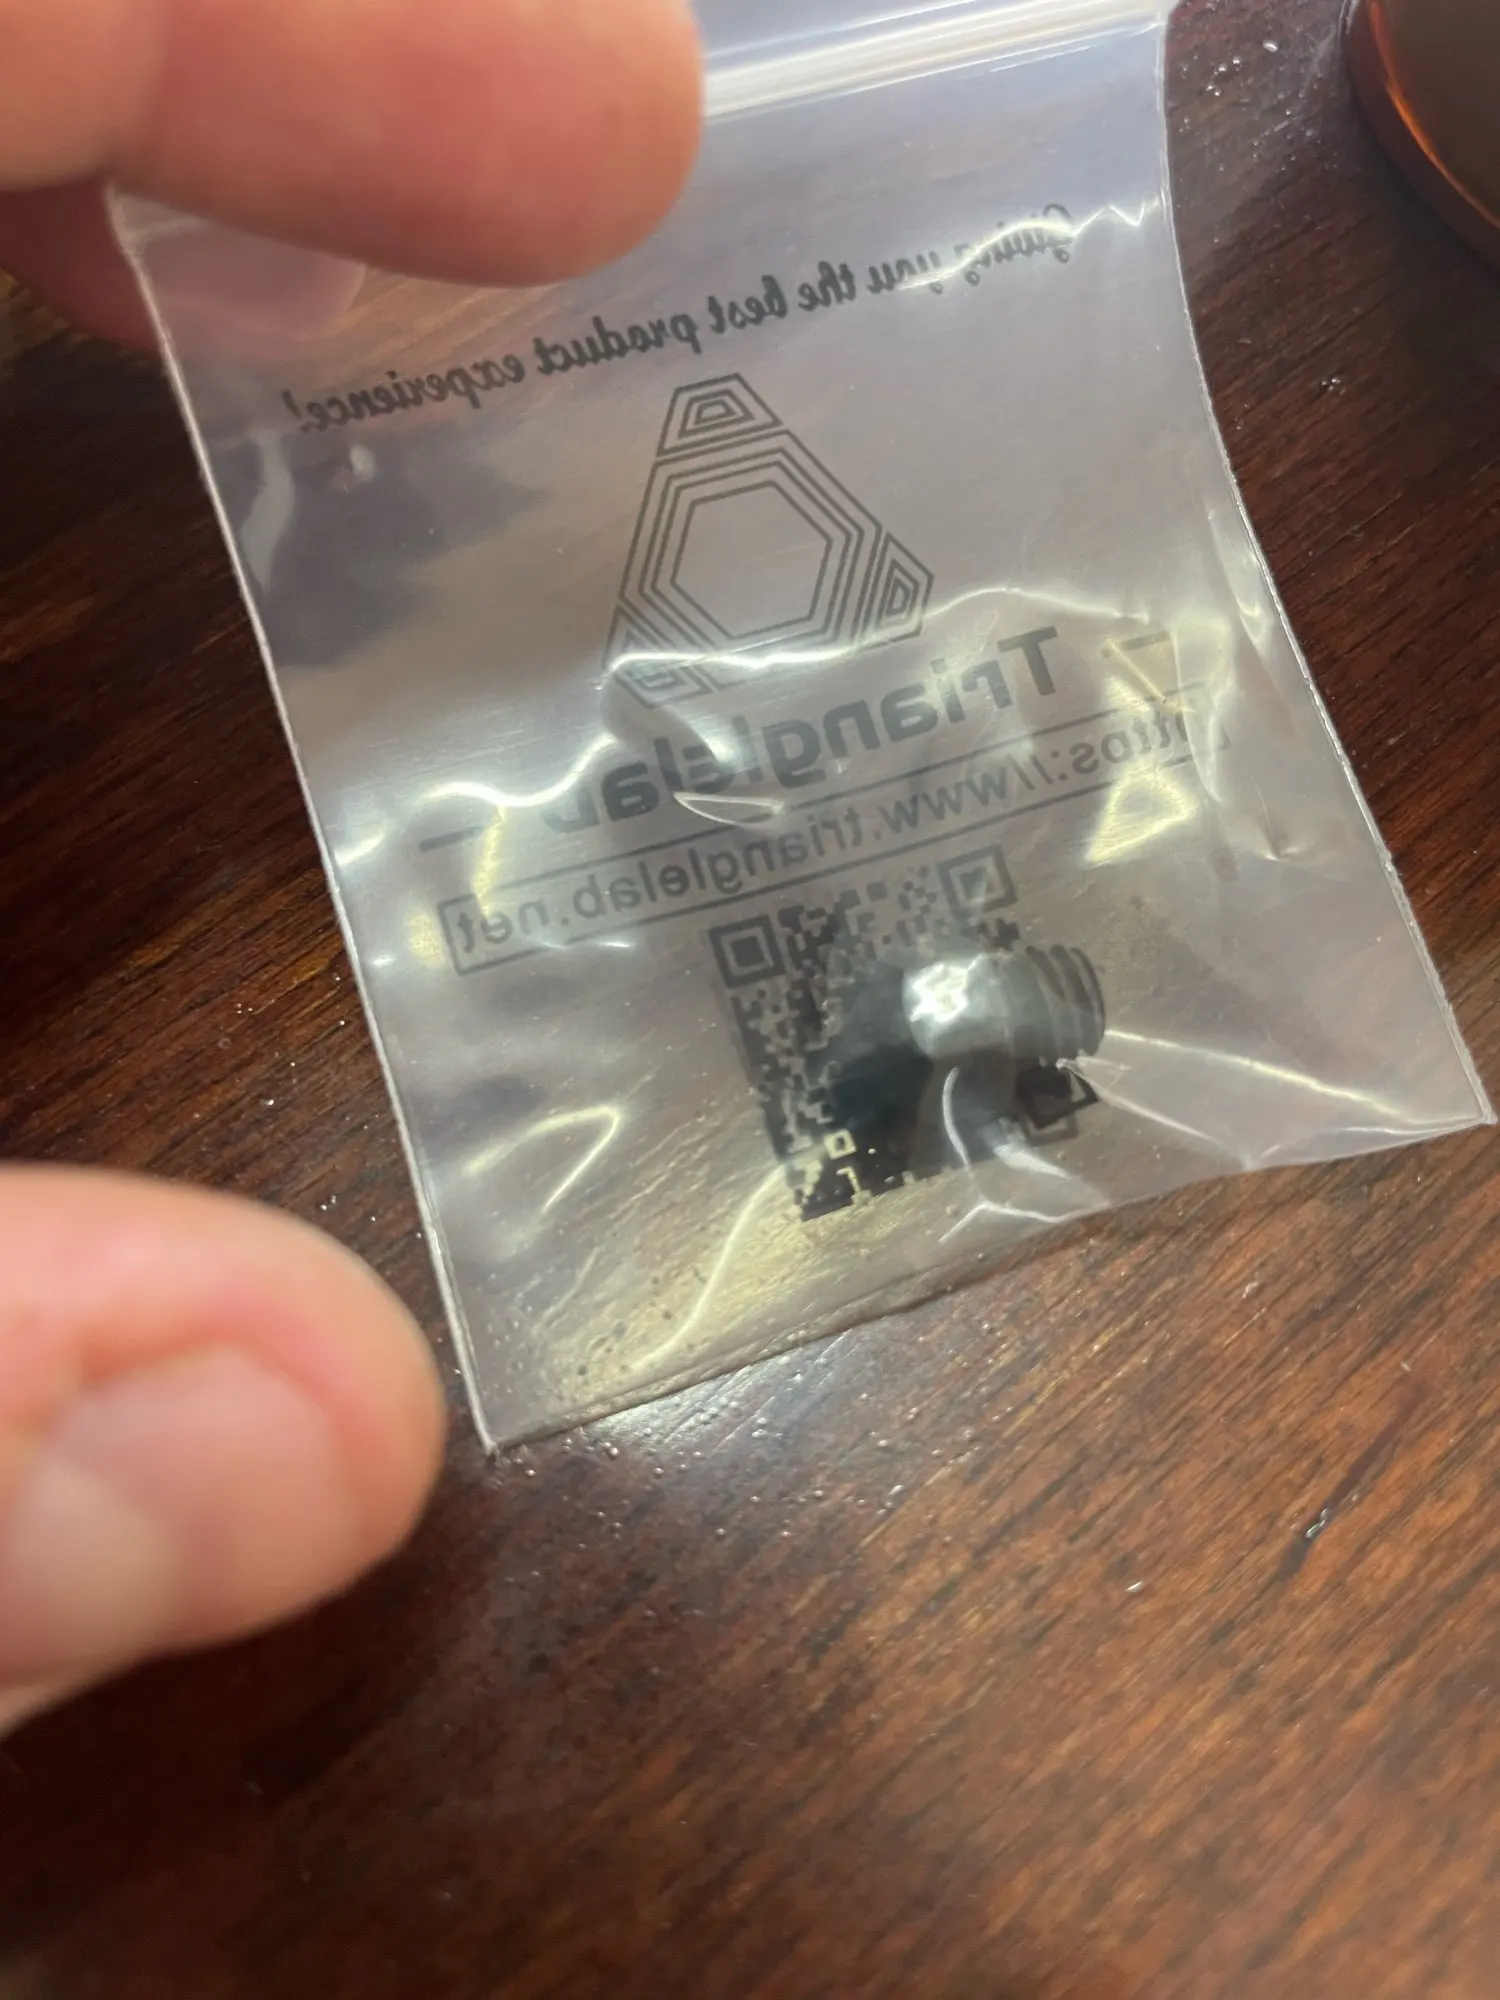 Giving you the best product experience!
Trianglelab
https://www.trianglelab.net